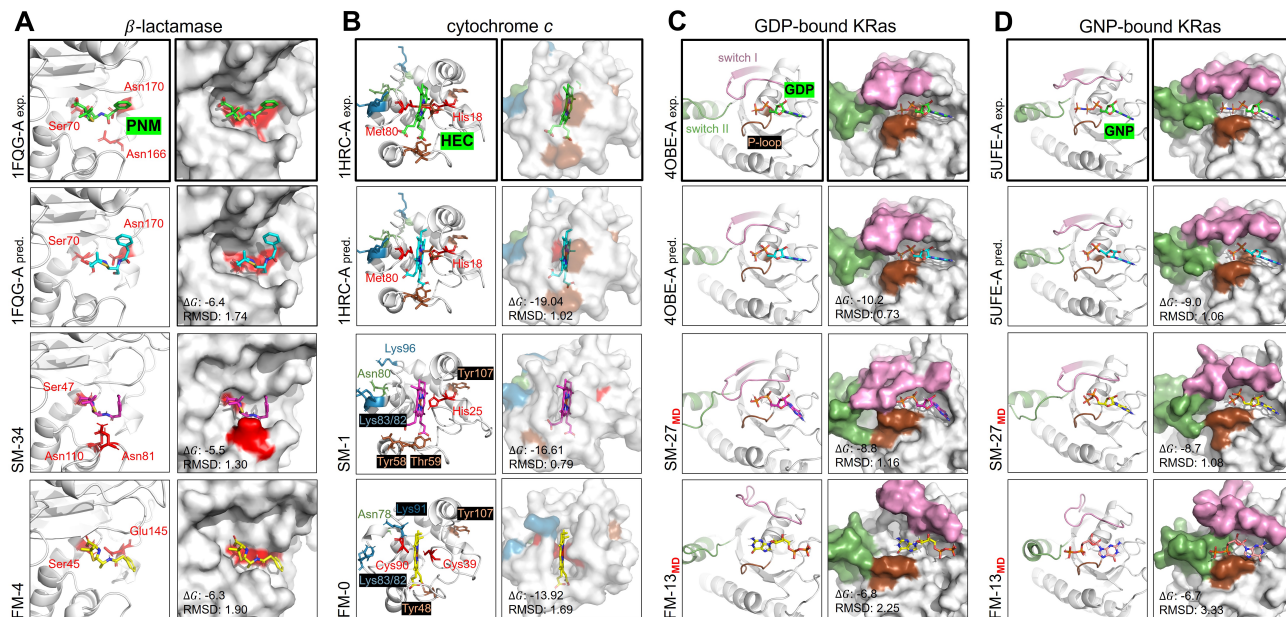 A
β-lactamase
1FQG-A exp.
Asn170
Ser70
PNM
Asn166
1FQG-A pred.
Asn170
Ser70
ΔG: -6.4
RMSD: 1.74
SM-34
Ser47
Asn110
Asn81
ΔG: -5.5
RMSD: 1.30
FM-4
Glu145
Ser45
ΔG: -6.3
RMSD: 1.90
B
cytochrome c
1HRC-A exp.
His18
Met80
HEC
1HRC-A pred.
His18
Met80
ΔG: -19.04
RMSD: 1.02
SM-1
Lys96
Asn80
Tyr107
Lys83/82
His25
Tyr58
Thr59
ΔG: -16.61
RMSD: 0.79
FM-0
Asn78
Lys91
Tyr107
Lys83/82
Cys90
Cys39
Tyr48
ΔG: -13.92
RMSD: 1.69
C
GDP-bound KRas
4OBE-A exp.
switch I
GDP
switch II
P-loop
4OBE-A pred.
ΔG: -10.2
RMSD: 0.73
SM-27MD
ΔG: -8.8
RMSD: 1.16
FM-13MD
ΔG: -6.8
RMSD: 2.25
D
GNP-bound KRas
5UFE-A exp.
GNP
5UFE-A pred.
ΔG: -9.0
RMSD: 1.06
SM-27MD
ΔG: -8.7
RMSD: 1.08
FM-13MD
ΔG: -6.7
RMSD: 3.33